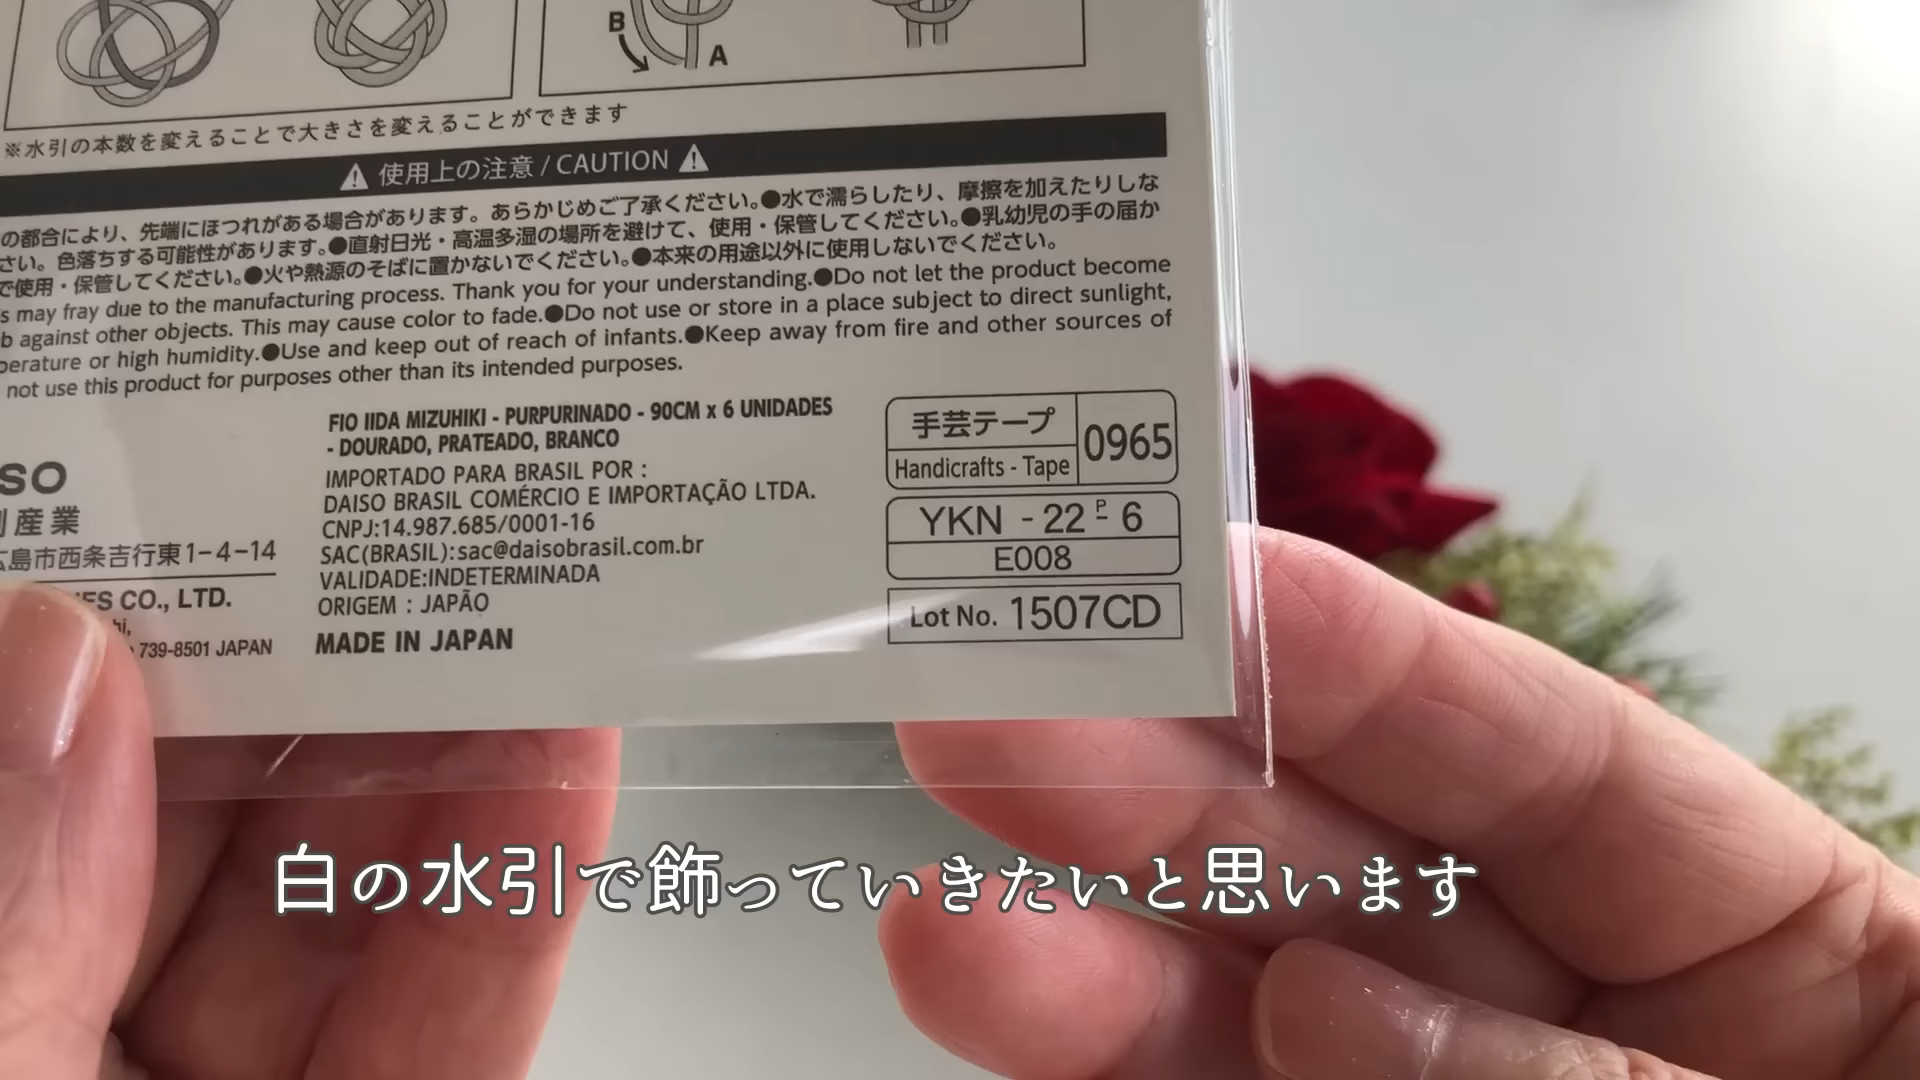 B
A
※水引の本数を変えることで大きさを変えることができます
使用上の注意 / CAUTION
の都合により、先端にほつれがある場合があります。あらかじめご了承ください。●水で濡らしたり、摩擦を加えたりしな
さい。色落ちする可能性があります。●直射日光・高温多湿の場所を避けて、使用・保管してください。●乳幼児の手の届か
で使用・保管してください。●火や熱源のそばに置かないでください。●本来の用途以外に使用しないでください。
s may fray due to the manufacturing process. Thank you for your understanding.●Do not let the product become
b against other objects. This may cause color to fade.●Do not use or store in a place subject to direct sunlight,
perature or high humidity.●Use and keep out of reach of infants.●Keep away from fire and other sources of
not use this product for purposes other than its intended purposes.
FIO IIDA MIZUHIKI - PURPURINADO - 90CM x 6 UNIDADES
- DOURADO, PRATEADO, BRANCO
IMPORTADO PARA BRASIL POR :
DAISO BRASIL COMÉRCIO E IMPORTAÇÃO LTDA.
CNPJ:14.987.685/0001-16
SAC(BRASIL):sac@daisobrasil.com.br
VALIDADE:INDETERMINADA
ORIGEM : JAPÃO
MADE IN JAPAN
SO
産業
島市西条吉行東1-4-14
ES CO., LTD.
hi,
739-8501 JAPAN
手芸テープ
Handicrafts - Tape
0965
YKN - 22 P - 6
E008
Lot No. 1507CD
白の水引で飾っていきたいと思います